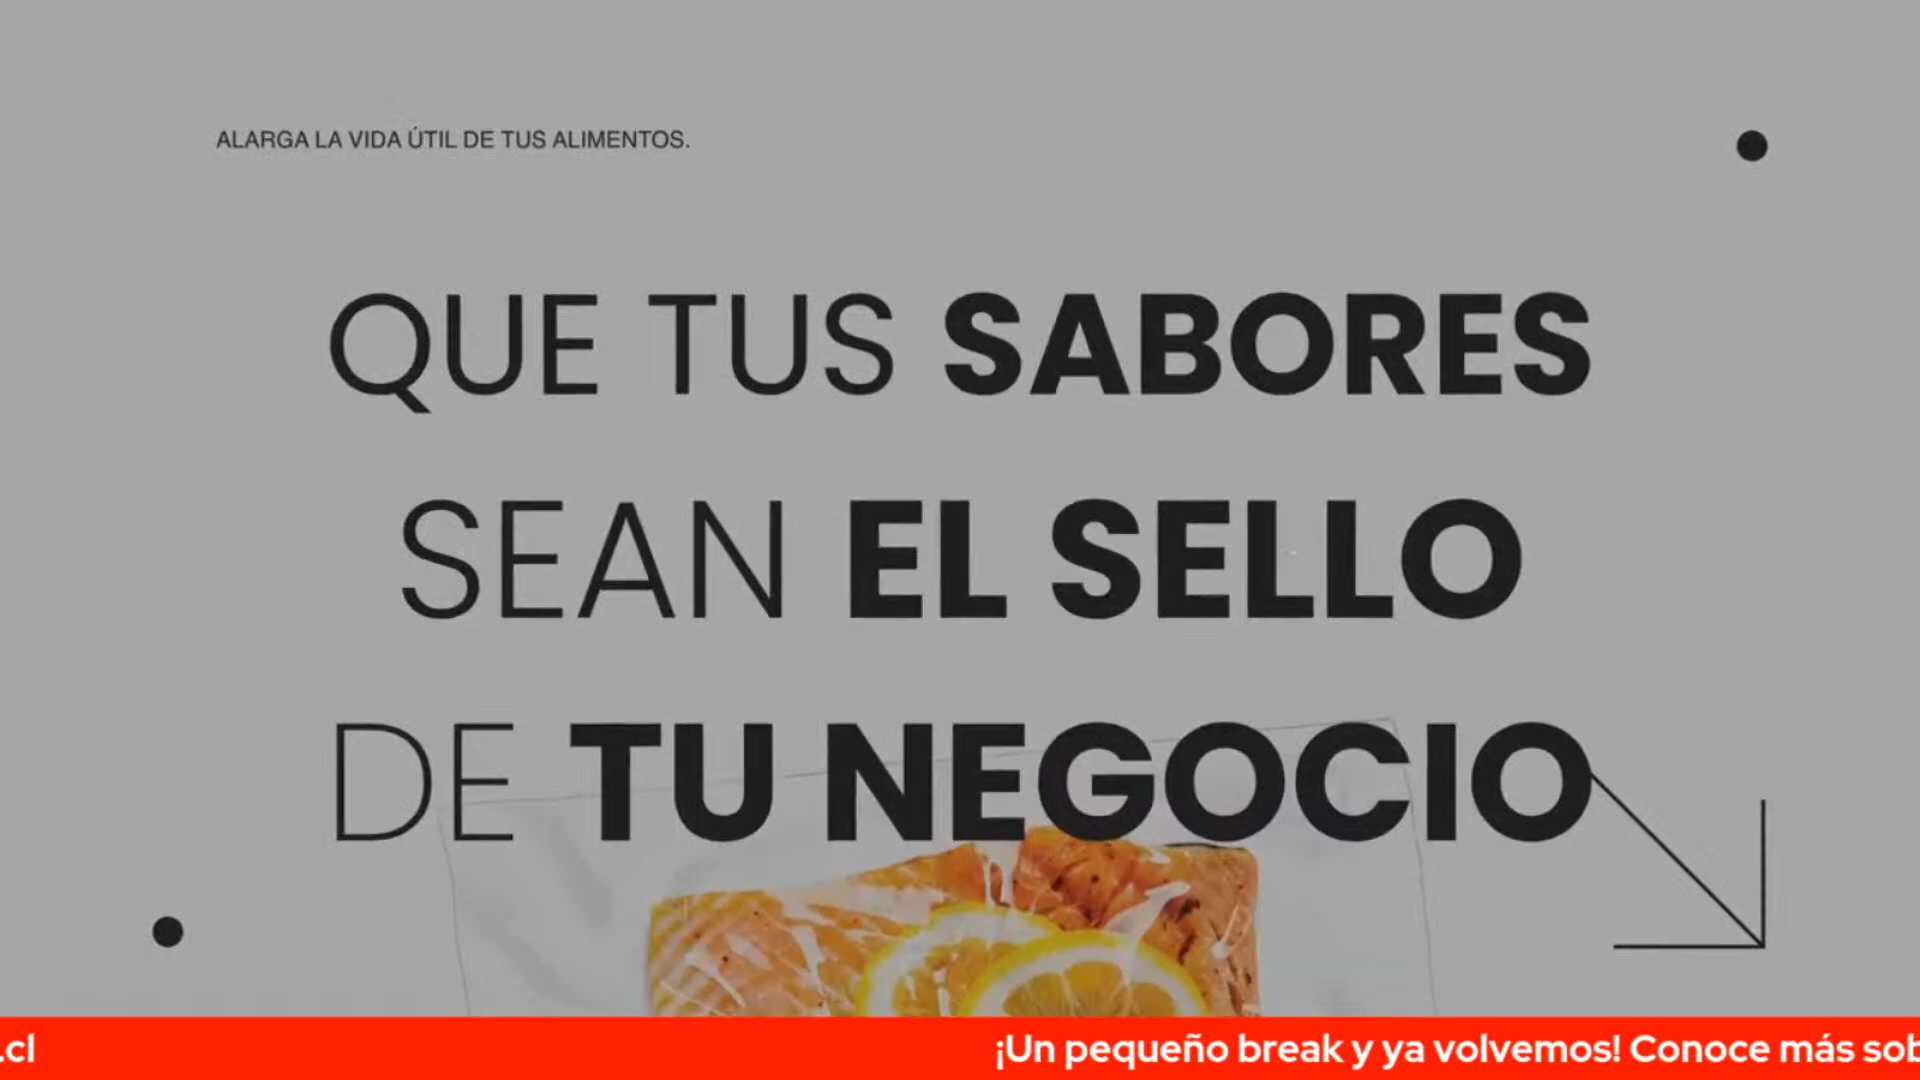 ALARGA LA VIDA ÚTIL DE TUS ALIMENTOS.
QUE TUS SABORES
SEAN EL SELLO
DE TU NEGOCIO
.cl
¡Un pequeño break y ya volvemos! Conoce más